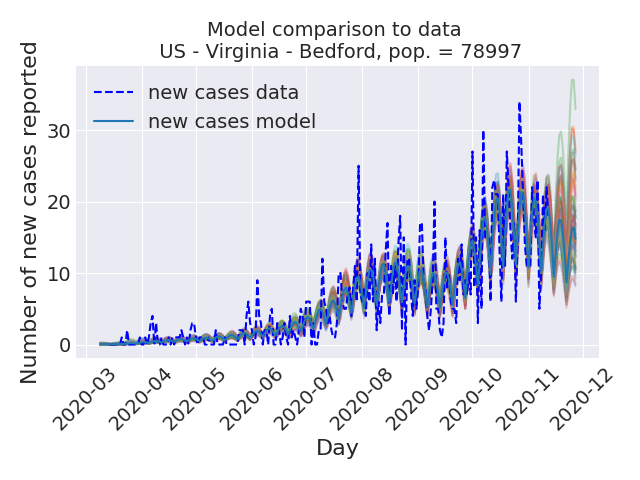 Model comparison to data
US - Virginia - Bedford, pop. = 78997
new cases data
new cases model
Number of new cases reported
30
20
10
0
2020-03
2020-04
2020-05
2020-06
2020-07
2020-08
2020-09
2020-10
2020-11
2020-12
Day